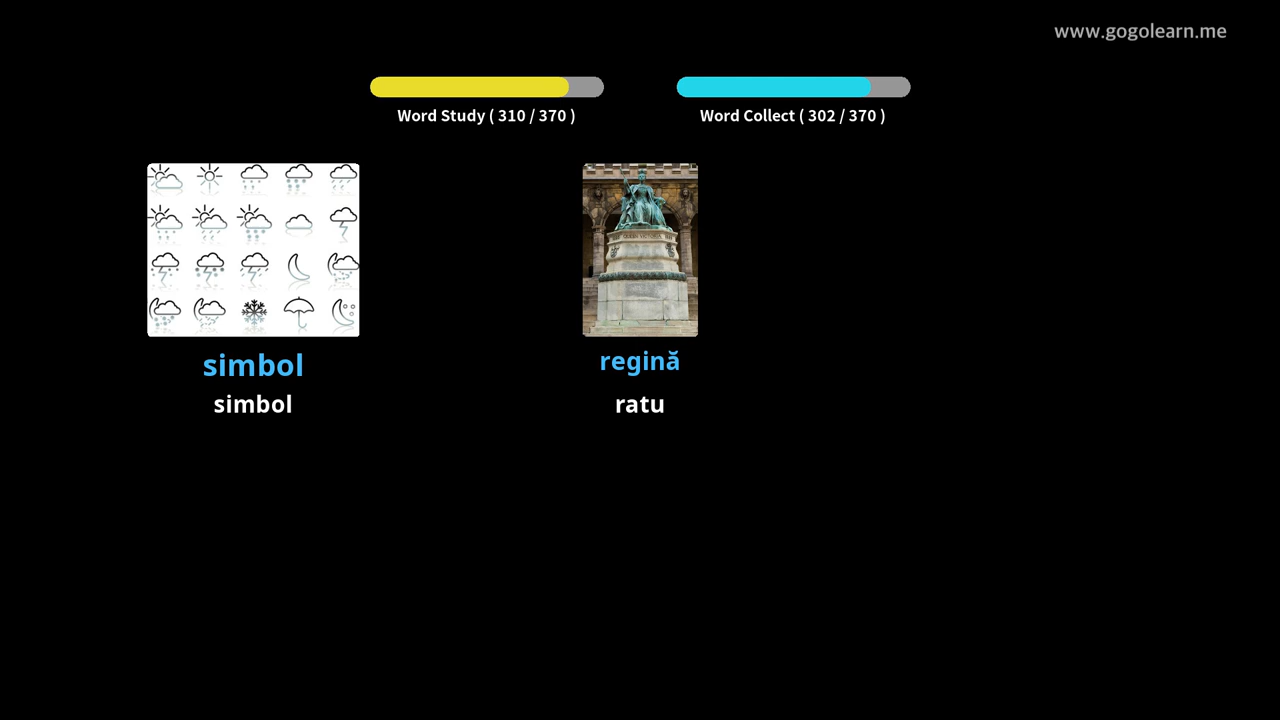 www.gogolearn.me
Word Study ( 310 / 370 )
Word Collect ( 302 / 370 )
simbol
simbol
regină
ratu